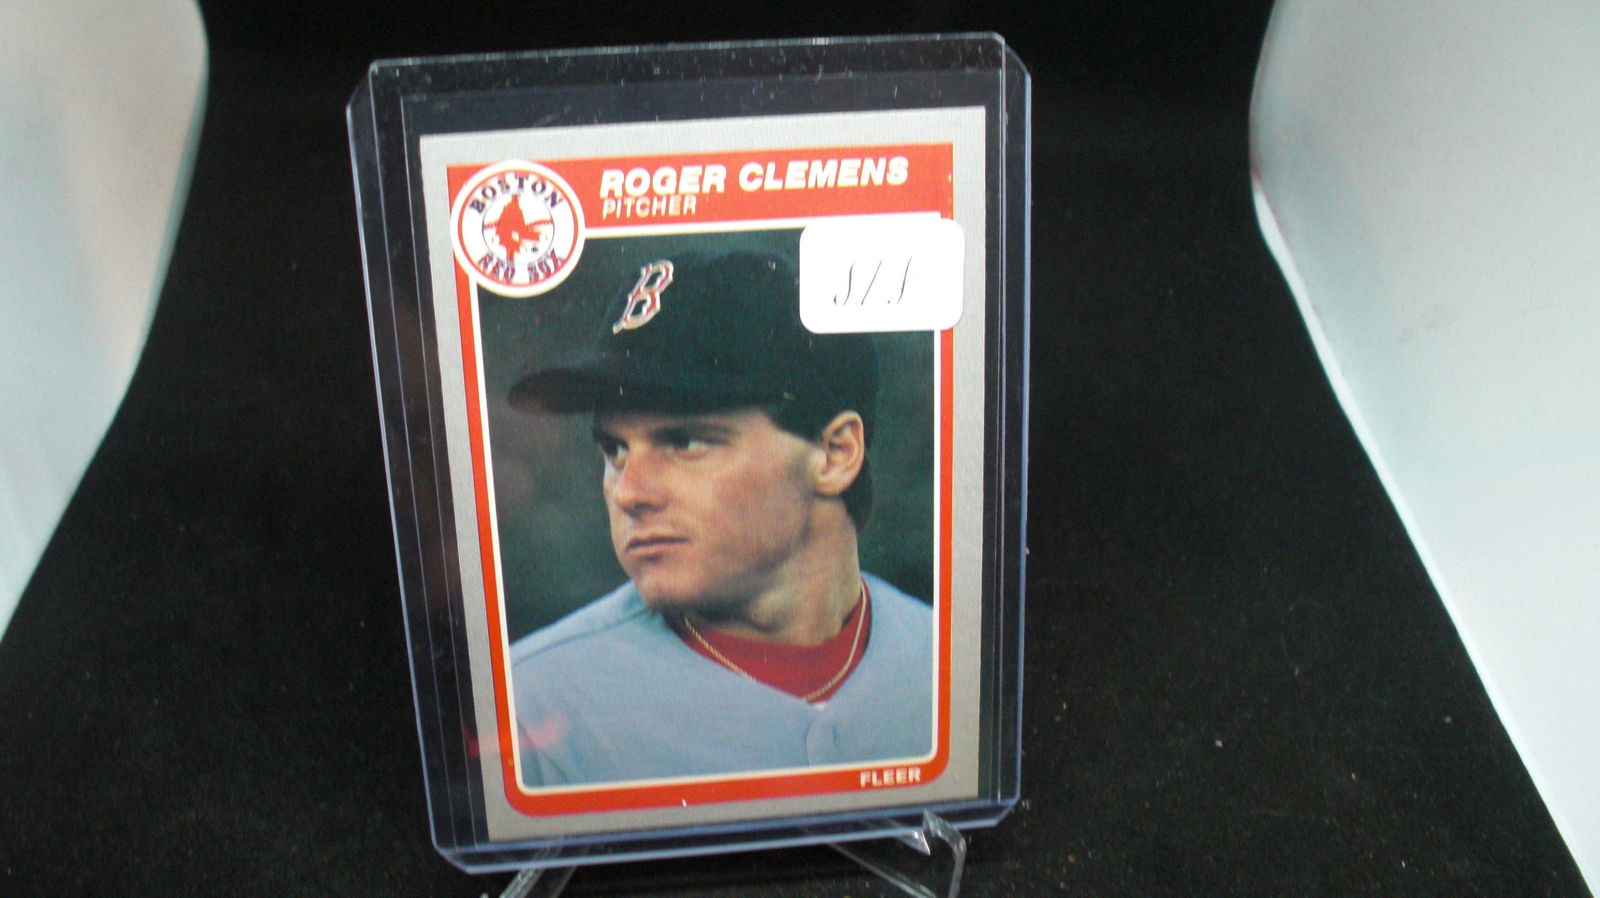 ROGER CLEMENS
PITCHER
BOSTON
RED SOX
B
FLEER